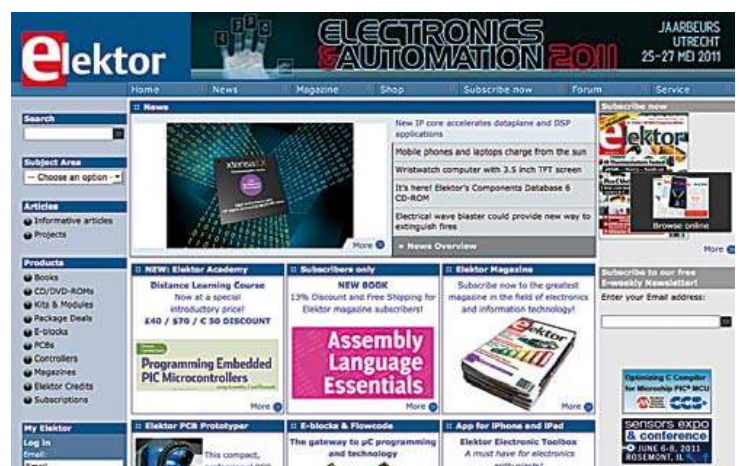 elektor
ELECTRONICS
& AUTOMATION 2011
JAARBEURS
UTRECHT
25-27 MEI 2011
Home
News
Magazine
Shop
Subscribe now
Forum
Service
Search
Subject Area
-- Choose an option -
Articles
Informative articles
Projects
Products
Books
CD/DVD-ROMs
Kits & Modules
Package Deals
E-blocks
PCBs
Controllers
Magazines
Elektor Credits
Subscriptions
My Elektor
Log In
Email:
Email
News
xtensa LX
More
New IP core accelerates dataplane and DSP
applications
Mobile phones and laptops charge from the sun
Wristwatch computer with 3.5 inch TFT screen
It's here! Elektor's Components Database 6
CD-ROM
Electrical wave blaster could provide new way to
extinguish fires
» News Overview
NEW: Elektor Academy
Distance Learning Course
Now at a special
introductory price!
£40 / $70 / € 50 DISCOUNT
Programming Embedded
PIC Microcontrollers
More
Subscribers only
NEW BOOK
13% Discount and Free Shipping for
Elektor magazine subscribers!
Assembly
Language
Essentials
More
Elektor Magazine
Subscribe now to the greatest
magazine in the field of electronics
and information technology!
More
Elektor PCB Prototyper
This compact,
E-blocks & Flowcode
The gateway to µC programming
and technology
App for iPhone and iPad
Elektor Electronic Toolbox
A must have for electronics
enthusiasts!
Subscribe now
elektor
Browse online
More
Subscribe to our free
E-weekly Newsletter!
Enter your Email address:
Optimizing C Compiler
for Microchip PIC® MCU
CCS
sensors expo
& conference
JUNE 6-8, 2011
ROSEMONT, IL